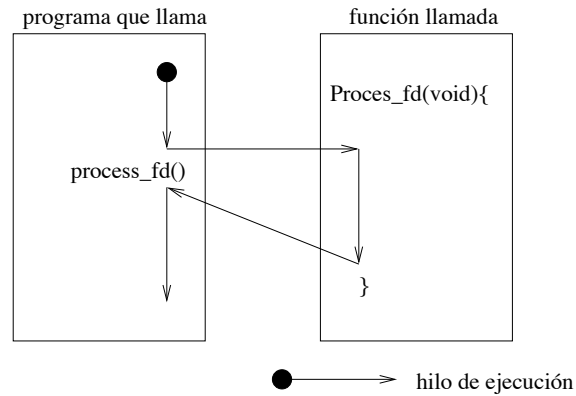 programa que llama
función llamada
Proces_fd(void){
process_fd()
}
hilo de ejecución